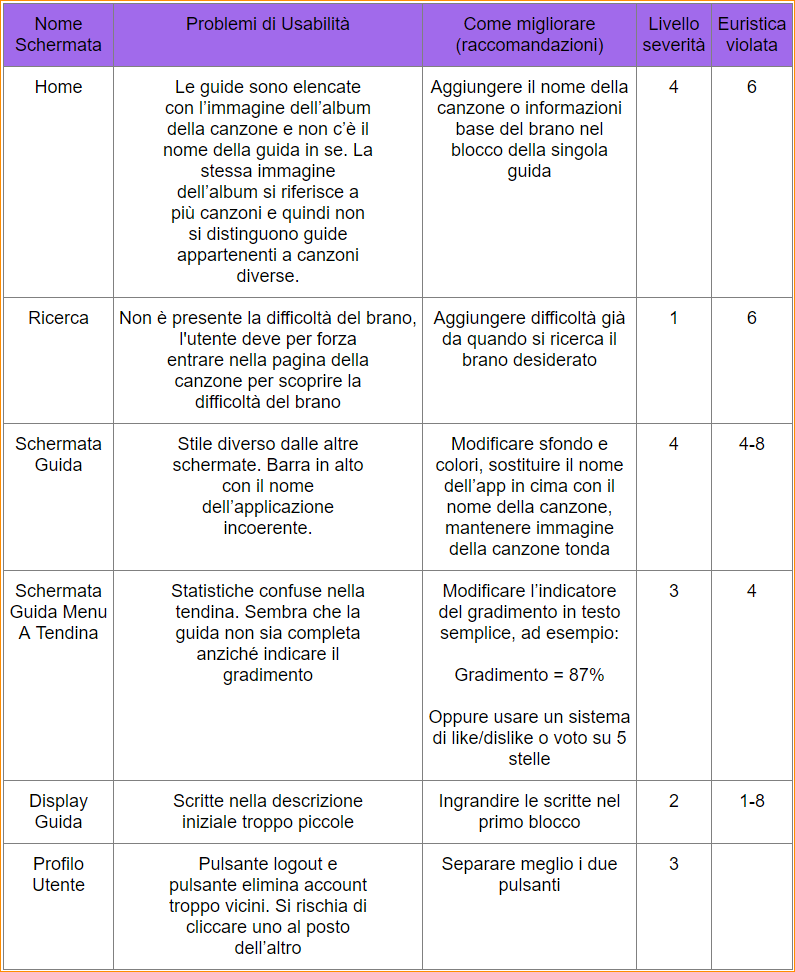 Nome
Schermata
Problemi di Usabilità
Come migliorare
(raccomandazioni)
Livello
severità
Euristica
violata
Home
Le guide sono elencate
con l’immagine dell’album
della canzone e non c’è il
nome della guida in se. La
stessa immagine
dell’album si riferisce a
più canzoni e quindi non
si distinguono guide
appartenenti a canzoni
diverse.
Aggiungere il nome della
canzone o informazioni
base del brano nel
blocco della singola
guida
4
6
Ricerca
Non è presente la difficoltà del brano,
l'utente deve per forza
entrare nella pagina della
canzone per scoprire la
difficoltà del brano
Aggiungere difficoltà già
da quando si ricerca il
brano desiderato
1
6
Schermata
Guida
Stile diverso dalle altre
schermate. Barra in alto
con il nome
dell’applicazione
incoerente.
Modificare sfondo e
colori, sostituire il nome
dell’app in cima con il
nome della canzone,
mantenere immagine
della canzone tonda
4
4-8
Schermata
Guida Menu
A Tendina
Statistiche confuse nella
tendina. Sembra che la
guida non sia completa
anziché indicare il
gradimento
Modificare l’indicatore
del gradimento in testo
semplice, ad esempio:
Gradimento = 87%
Oppure usare un sistema
di like/dislike o voto su 5
stelle
3
4
Display
Guida
Scritte nella descrizione
iniziale troppo piccole
Ingrandire le scritte nel
primo blocco
2
1-8
Profilo
Utente
Pulsante logout e
pulsante elimina account
troppo vicini. Si rischia di
cliccare uno al posto
dell’altro
Separare meglio i due
pulsanti
3